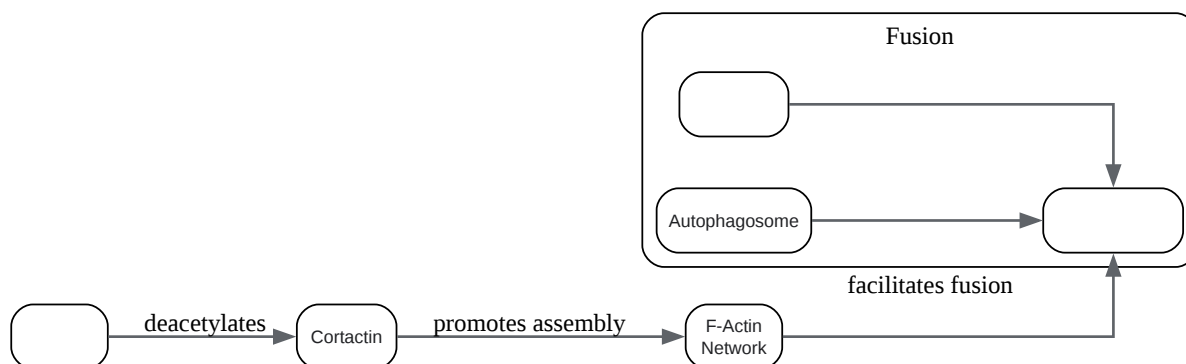 Fusion
Autophagosome
facilitates fusion
deacetylates
Cortactin
promotes assembly
F-Actin
Network